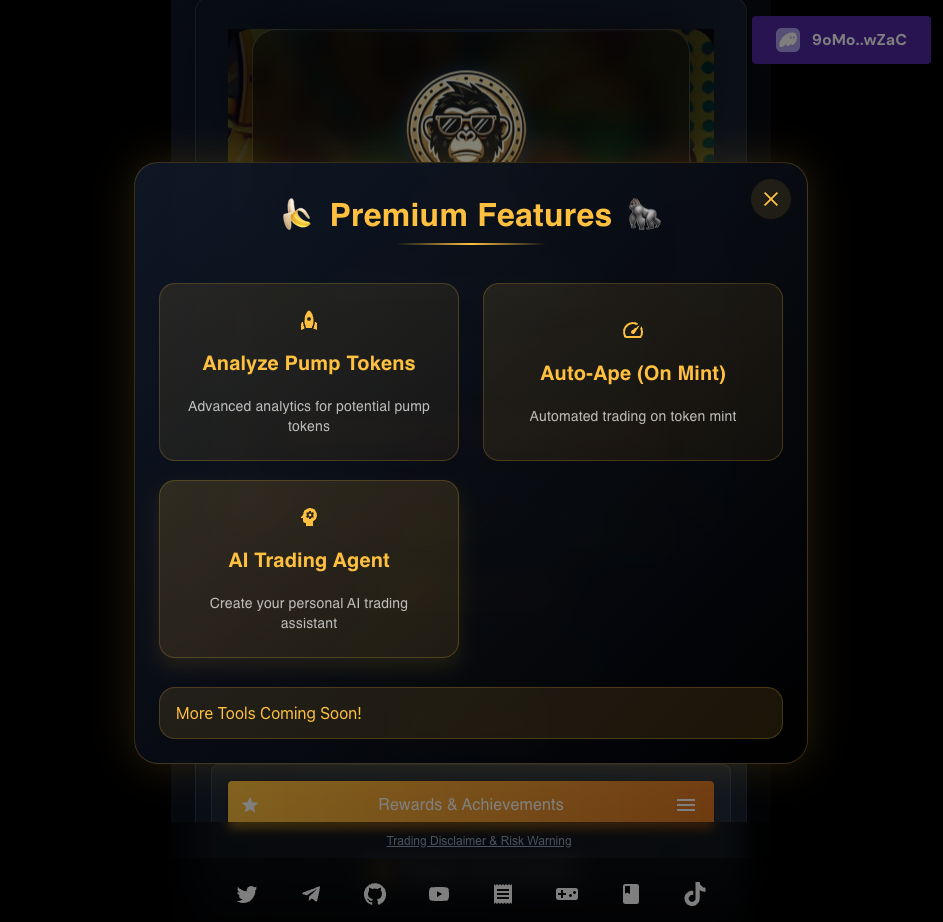 9oMo..wZaC
Premium Features
Analyze Pump Tokens
Advanced analytics for potential pump
tokens
Auto-Ape (On Mint)
Automated trading on token mint
AI Trading Agent
Create your personal AI trading
assistant
More Tools Coming Soon!
Rewards & Achievements
Trading Disclaimer & Risk Warning